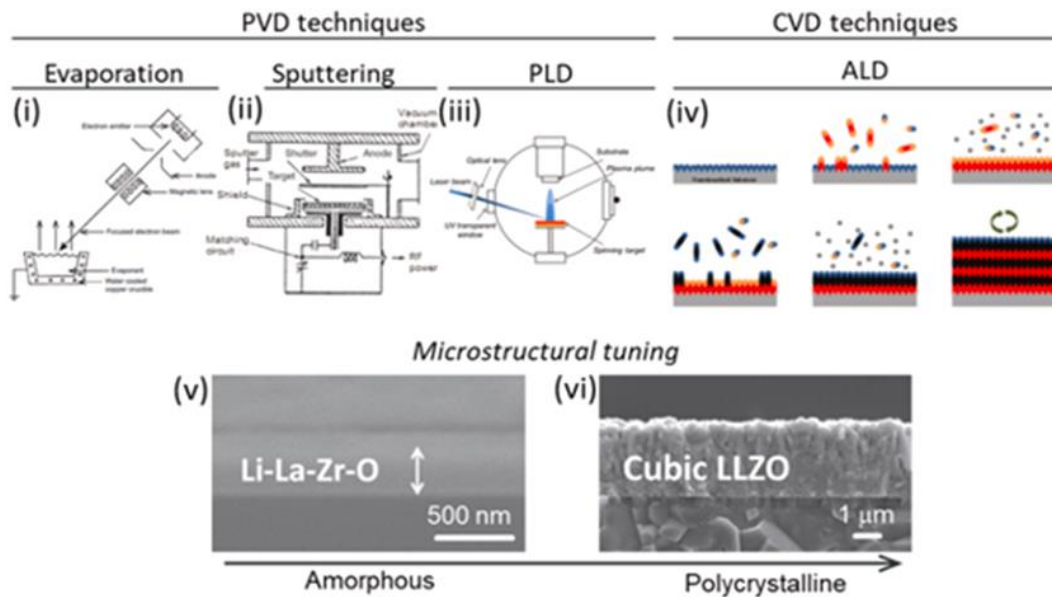 PVD techniques
CVD techniques
Evaporation
Sputtering
PLD
ALD
(i)
Electron emitter
Anode
Magnetic lens
Focused electron beam
Evaporant
Water cooled
copper crucible
(ii)
Vacuum
chamber
Sputter
gas
Shutter
Anode
Target
Shield
Matching
circuit
RF
power
(iii)
Optical lens
Laser beam
UV transparent
window
Substrate
Plasma plume
Spinning target
(iv)
Microstructural tuning
(v)
Li-La-Zr-O
500 nm
(vi)
Cubic LLZO
1 μm
Amorphous
Polycrystalline